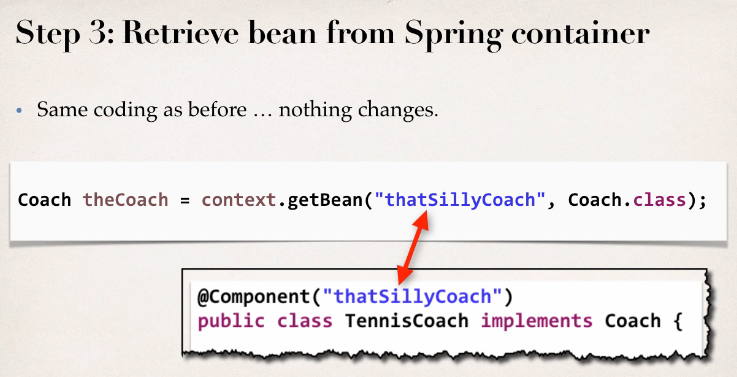 Step 3: Retrieve bean from Spring container
• Same coding as before … nothing changes.
Coach theCoach = context.getBean("thatSillyCoach", Coach.class);
@Component("thatSillyCoach")
public class TennisCoach implements Coach {